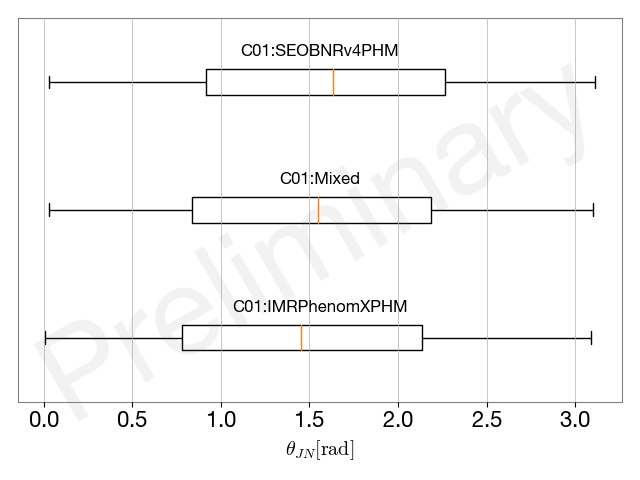 C01:SEOBNRv4PHM
C01:Mixed
C01:IMRPhenomXPHM
Preliminary
0.0 0.5 1.0 1.5 2.0 2.5 3.0
θ_JN[rad]